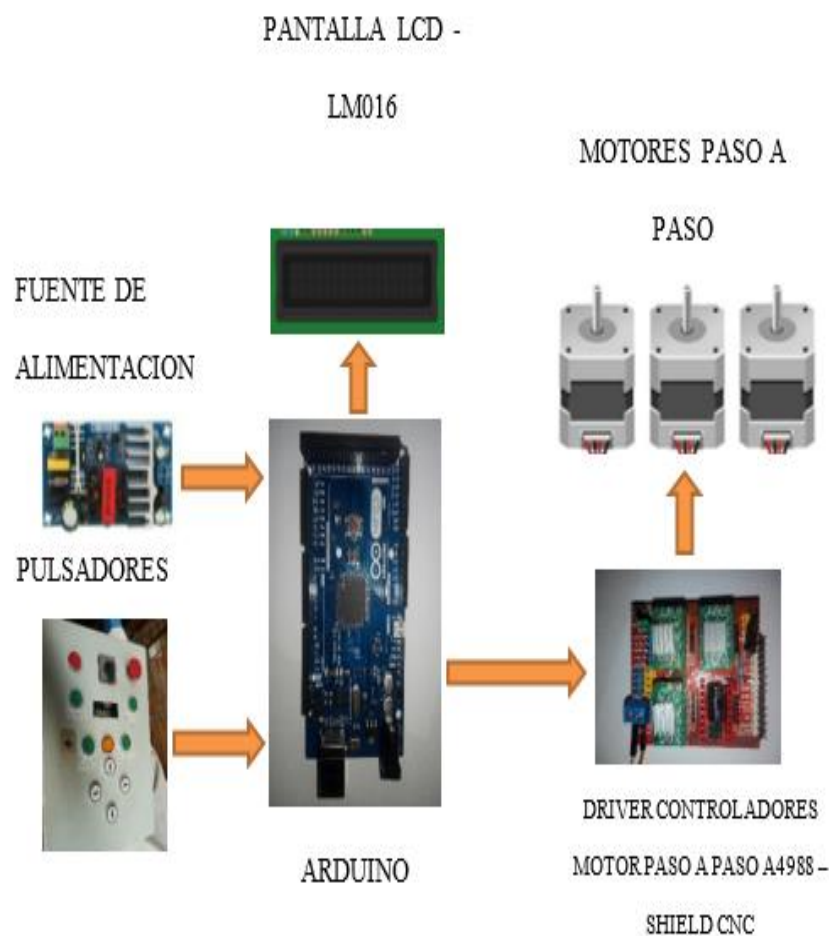 PANTALLA LCD -
LM016
MOTORES PASO A
PASO
FUENTE DE
ALIMENTACION
PULSADORES
ARDUINO
DRIVER CONTROLADORES
MOTOR PASO A PASO A4988 –
SHIELD CNC